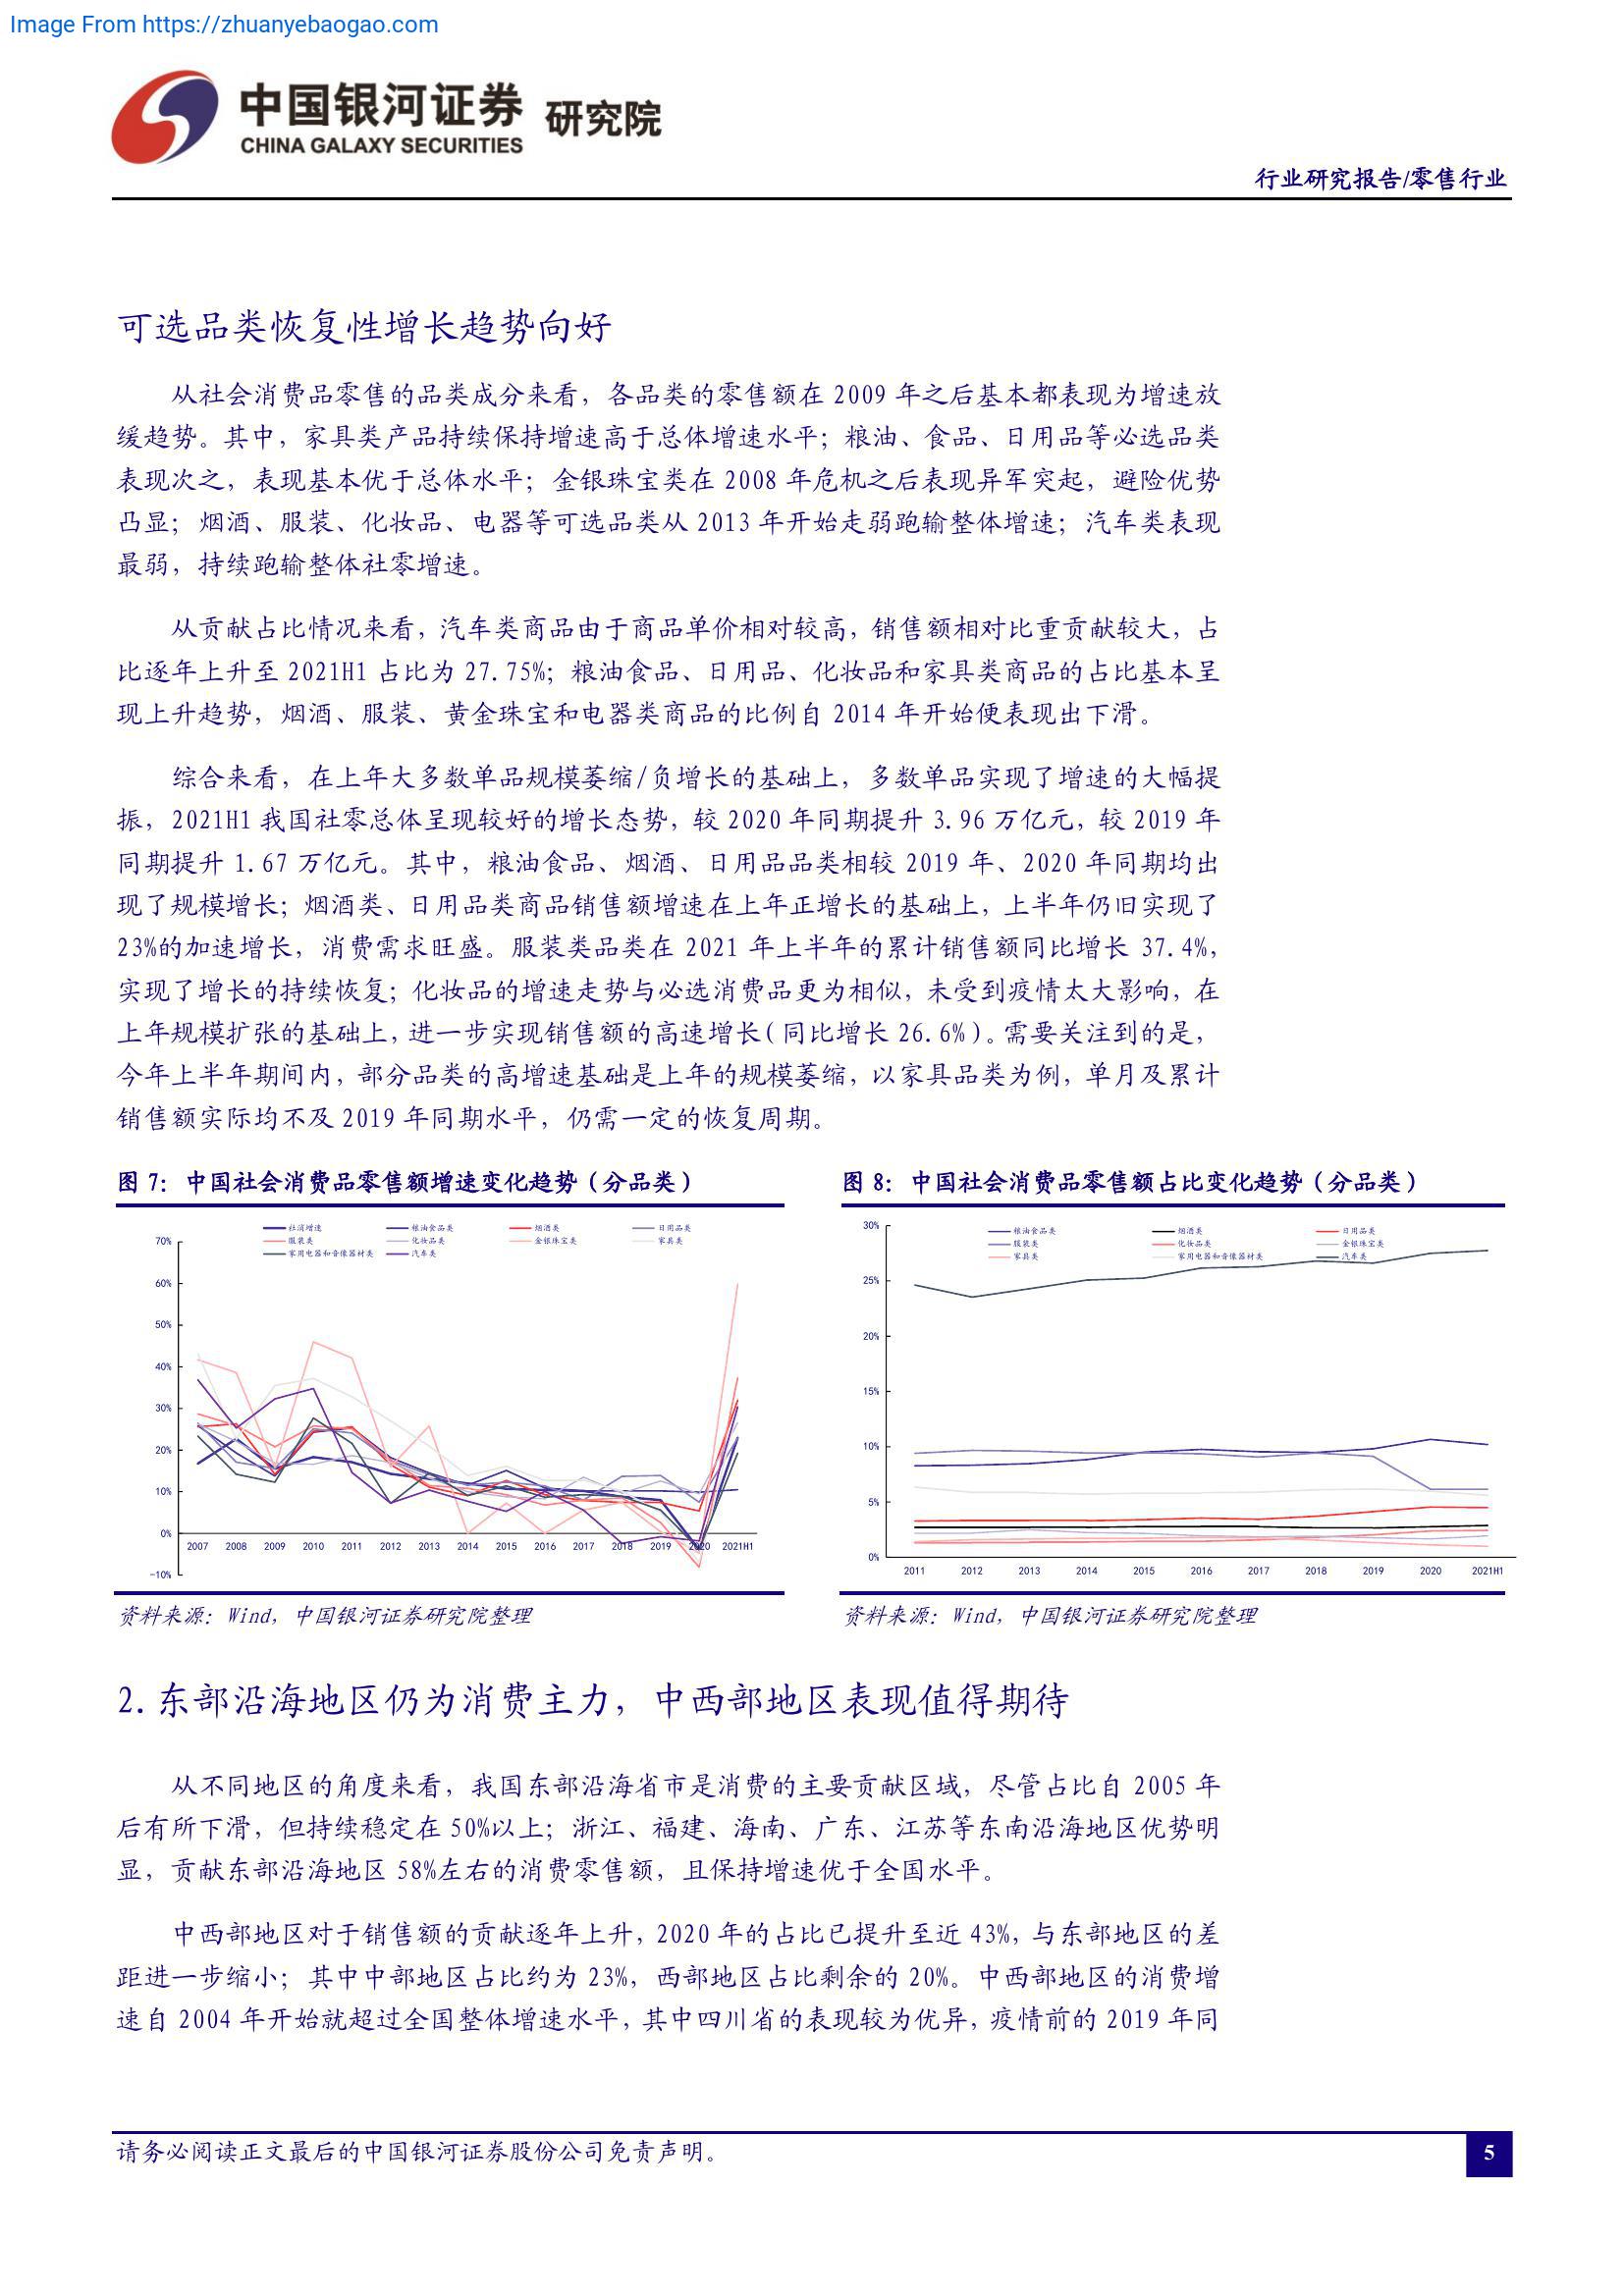 Image From https://zhuanyebaogao.com
中国银河证券 研究院
CHINA GALAXY SECURITIES
行业研究报告/零售行业
可选品类恢复性增长趋势向好
从社会消费品零售的品类成分来看，各品类的零售额在 2009 年之后基本都表现为增速放
缓趋势。其中，家具类产品持续保持增速高于总体增速水平；粮油、食品、日用品等必选品类
表现次之，表现基本优于总体水平；金银珠宝类在 2008 年危机之后表现异军突起，避险优势
凸显；烟酒、服装、化妆品、电器等可选品类从 2013 年开始走弱跑输整体增速；汽车类表现
最弱，持续跑输整体社零增速。
从贡献占比情况来看，汽车类商品由于商品单价相对较高，销售额相对比重贡献较大，占
比逐年上升至 2021H1 占比为 27.75%；粮油食品、日用品、化妆品和家具类商品的占比基本呈
现上升趋势，烟酒、服装、黄金珠宝和电器类商品的比例自 2014 年开始便表现出下滑。
综合来看，在上年大多数单品规模萎缩/负增长的基础上，多数单品实现了增速的大幅提
振，2021H1 我国社零总体呈现较好的增长态势，较 2020 年同期提升 3.96 万亿元，较 2019 年
同期提升 1.67 万亿元。其中，粮油食品、烟酒、日用品品类相较 2019 年、2020 年同期均出
现了规模增长；烟酒类、日用品类商品销售额增速在上年正增长的基础上，上半年仍旧实现了
23%的加速增长，消费需求旺盛。服装类品类在 2021 年上半年的累计销售额同比增长 37.4%，
实现了增长的持续恢复；化妆品的增速走势与必选消费品更为相似，未受到疫情太大影响，在
上年规模扩张的基础上，进一步实现销售额的高速增长（同比增长 26.6%）。需要关注到的是，
今年上半年期间内，部分品类的高增速基础是上年的规模萎缩，以家具品类为例，单月及累计
销售额实际均不及 2019 年同期水平，仍需一定的恢复周期。
图 7：中国社会消费品零售额增速变化趋势（分品类）
社消增速 粮油食品类 烟酒类 日用品类
服装类 化妆品类 金银珠宝类 家具类
家用电器和音像器材类 汽车类
70%
60%
50%
40%
30%
20%
10%
0%
-10%
2007 2008 2009 2010 2011 2012 2013 2014 2015 2016 2017 2018 2019 2020 2021H1
资料来源：Wind，中国银河证券研究院整理
图 8：中国社会消费品零售额占比变化趋势（分品类）
粮油食品类 烟酒类 日用品类
服装类 化妆品类 金银珠宝类
家具类 家用电器和音像器材类 汽车类
30%
25%
20%
15%
10%
5%
0%
2011 2012 2013 2014 2015 2016 2017 2018 2019 2020 2021H1
资料来源：Wind，中国银河证券研究院整理
2.东部沿海地区仍为消费主力，中西部地区表现值得期待
从不同地区的角度来看，我国东部沿海省市是消费的主要贡献区域，尽管占比自 2005 年
后有所下滑，但持续稳定在 50%以上；浙江、福建、海南、广东、江苏等东南沿海地区优势明
显，贡献东部沿海地区 58%左右的消费零售额，且保持增速优于全国水平。
中西部地区对于销售额的贡献逐年上升，2020 年的占比已提升至近 43%，与东部地区的差
距进一步缩小；其中中部地区占比约为 23%，西部地区占比剩余的 20%。中西部地区的消费增
速自 2004 年开始就超过全国整体增速水平，其中四川省的表现较为优异，疫情前的 2019 年同
请务必阅读正文最后的中国银河证券股份公司免责声明。
5